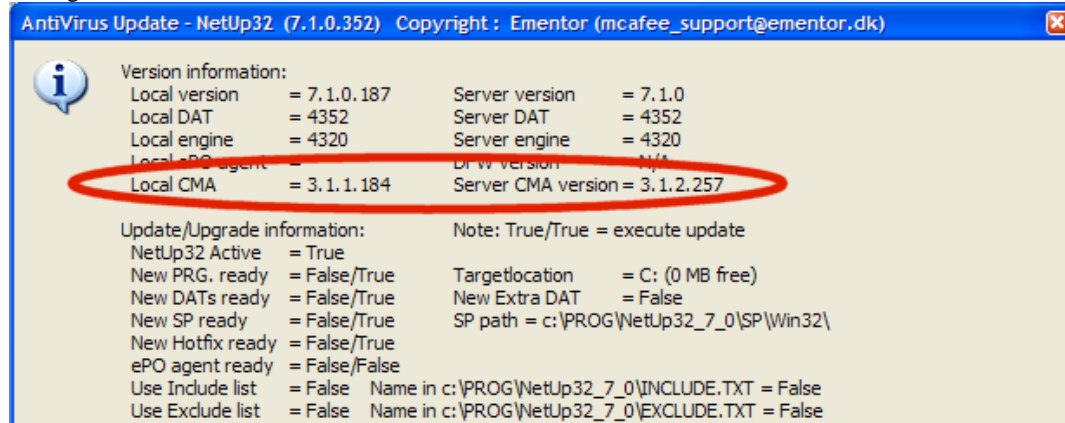 AntiVirus Update - NetUp32 (7.1.0.352) Copyright : Ementor (mcafee_support@ementor.dk)
Version information:
Local version = 7.1.0.187 Server version = 7.1.0
Local DAT = 4352 Server DAT = 4352
Local engine = 4320 Server engine = 4320
Local ePO agent = DFW version = N/A
Local CMA = 3.1.1.184 Server CMA version = 3.1.2.257
Update/Upgrade information: Note: True/True = execute update
NetUp32 Active = True
New PRG. ready = False/True Targetlocation = C: (0 MB free)
New DATs ready = False/True New Extra DAT = False
New SP ready = False/True SP path = c:\PROG\NetUp32_7_0\SP\Win32\
New Hotfix ready = False/True
ePO agent ready = False/False
Use Include list = False Name in c:\PROG\NetUp32_7_0\INCLUDE.TXT = False
Use Exclude list = False Name in c:\PROG\NetUp32_7_0\EXCLUDE.TXT = False